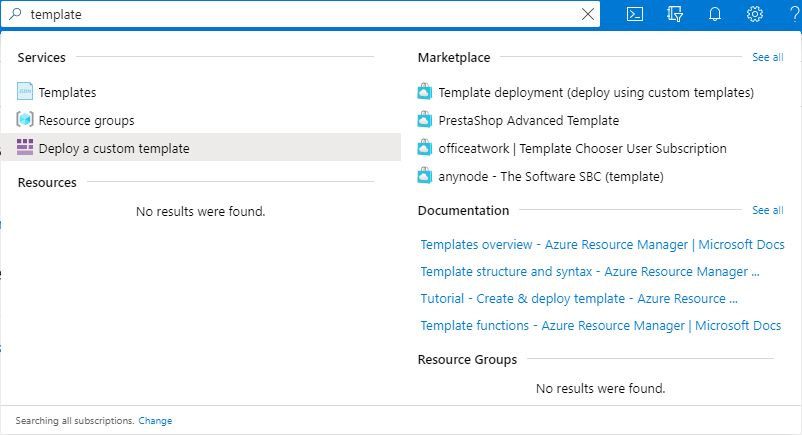 template
Services
Templates
Resource groups
Deploy a custom template
Resources
No results were found.
Marketplace
See all
Template deployment (deploy using custom templates)
PrestaShop Advanced Template
officeatwork | Template Chooser User Subscription
anynode - The Software SBC (template)
Documentation
See all
Templates overview - Azure Resource Manager | Microsoft Docs
Template structure and syntax - Azure Resource Manager ...
Tutorial - Create & deploy template - Azure Resource ...
Template functions - Azure Resource Manager | Microsoft Docs
Resource Groups
No results were found.
Searching all subscriptions. Change